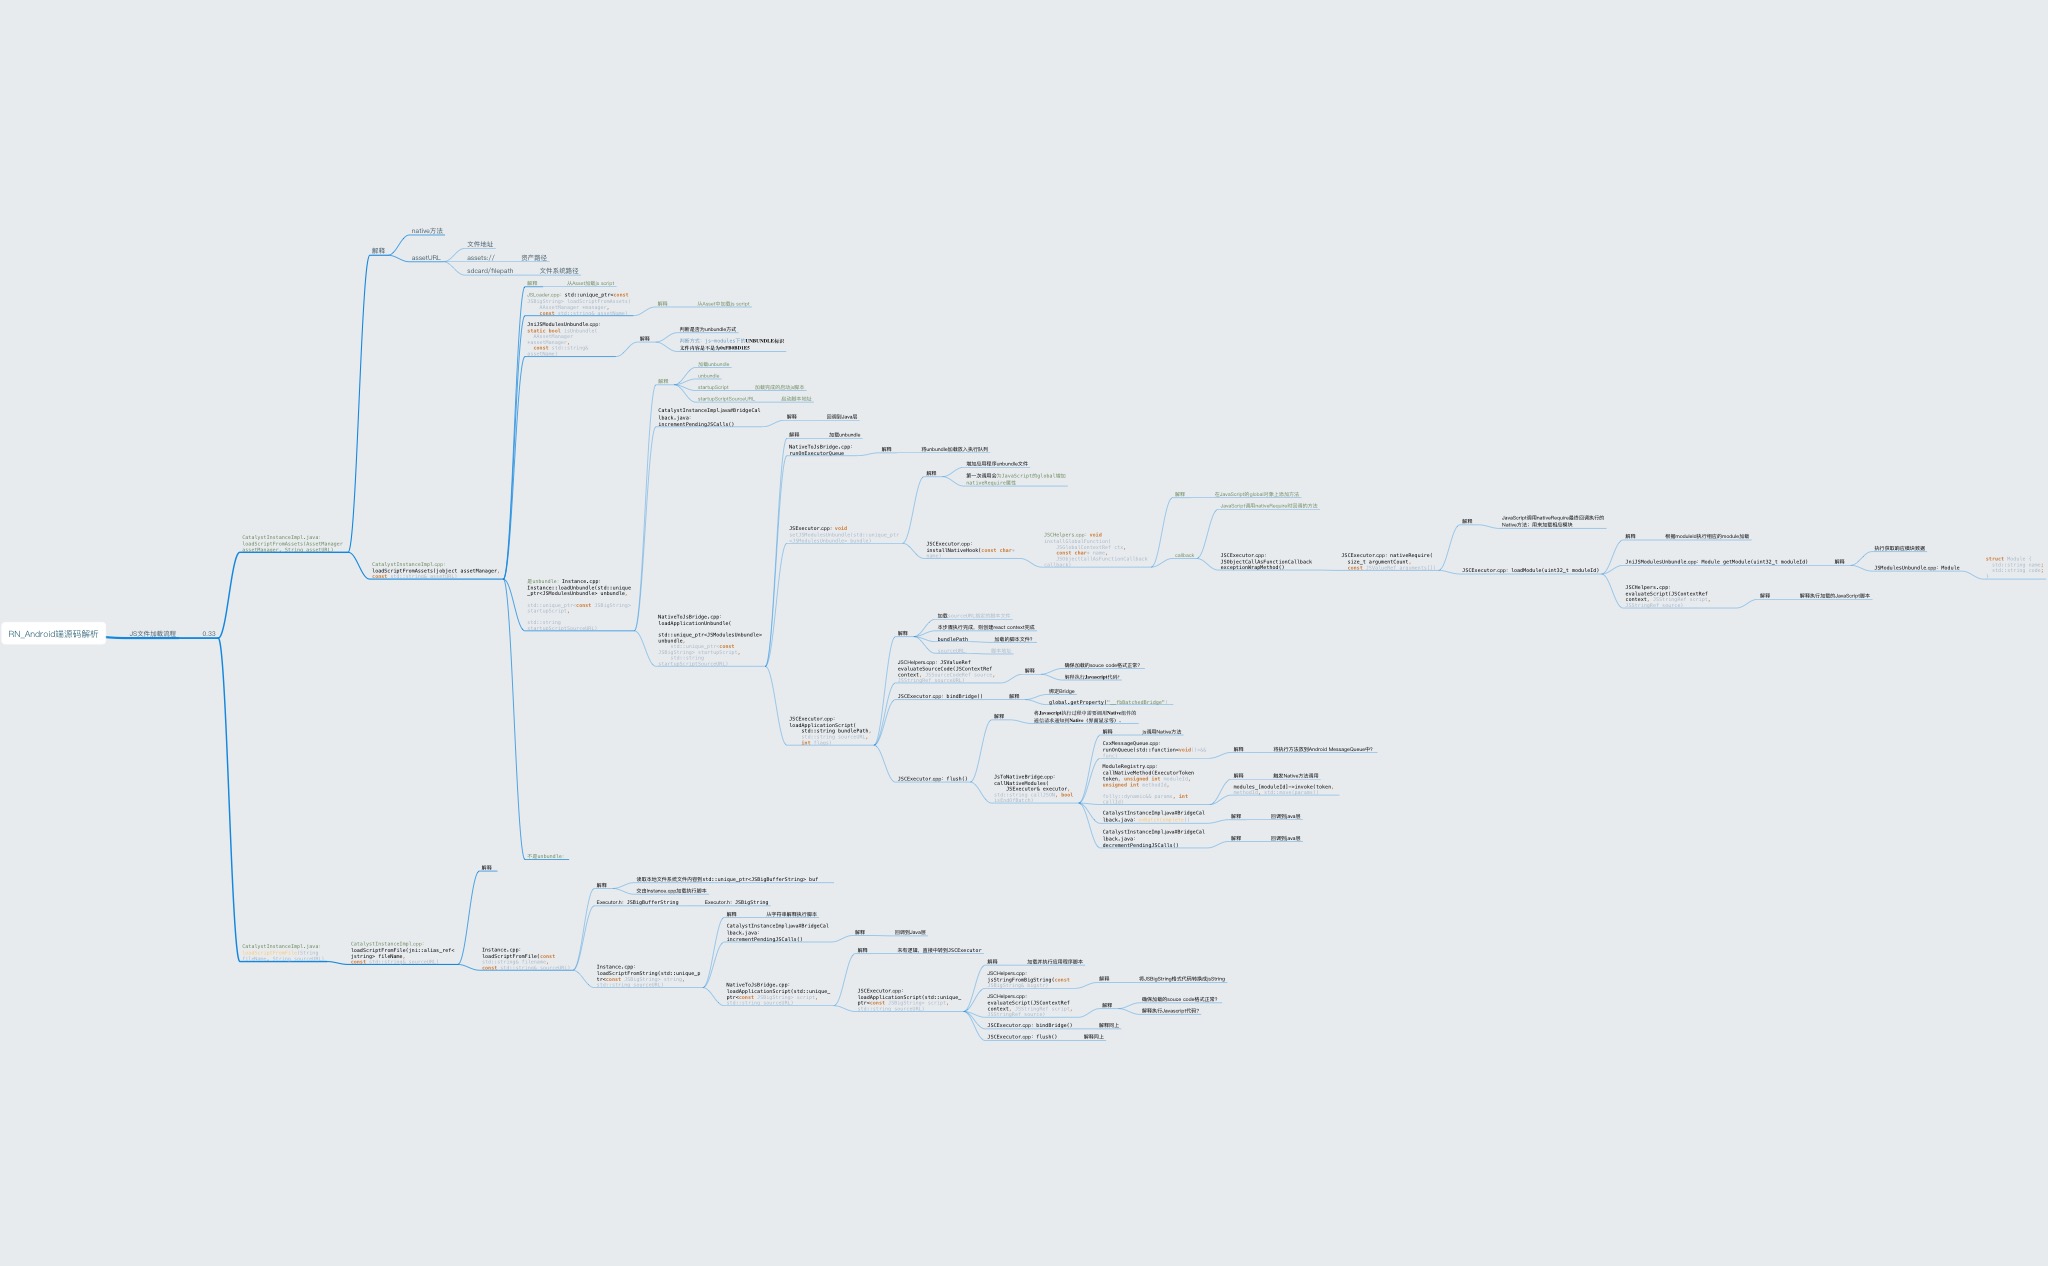 RN_Android端源码解析
JS文件加载流程
0.33
CatalystInstanceImpl.java:
loadScriptFromAssets(AssetManager
assetManager, String assetURL)
解释
native方法
assetURL
文件地址
assets://
资产路径
sdcard/filepath
文件系统路径
CatalystInstanceImpl.cpp:
loadScriptFromAssets(jobject assetManager,
const std::string& assetURL)
解释
从Asset加载js script
JSLoader.cpp: std::unique_ptr<const
JSBigString> loadScriptFromAssets(
AAssetManager *manager,
const std::string& assetName)
解释
从Asset中加载js script
JniJSModulesUnbundle.cpp:
static bool isUnbundle(
AAssetManager
*assetManager,
const std::string&
assetName)
解释
判断是否为unbundle方式
判断方法: js-modules下的UNBUNDLE标识
文件内容是不是为0xFB0BD1E5
是unbundle: Instance.cpp:
Instance::loadUnbundle(std::unique
_ptr<JSModulesUnbundle> unbundle,
std::unique_ptr<const JSBigString>
startupScript,
std::string
startupScriptSourceURL)
解释
加载unbundle
unbundle
startupScript
加载完成的启动js脚本
startupScriptSourceURL
启动脚本地址
CatalystInstanceImpljava#BridgeCal
lback.java:
incrementPendingJSCalls()
解释
回调到Java层
NativeToJsBridge.cpp:
loadApplicationUnbundle(
std::unique_ptr<JSModulesUnbundle>
unbundle,
std::unique_ptr<const
JSBigString> startupScript,
std::string
startupScriptSourceURL)
解释
加载unbundle
NativeToJsBridge.cpp:
runOnExecutorQueue
解释
将unbundle加载放入执行队列
JSExecutor.cpp: void
setJSModulesUnbundle(std::unique_ptr
<JSModulesUnbundle> bundle)
解释
增加应用程序unbundle文件
第一次调用会为JavaScript的global增加
nativeRequire属性
JSCExecutor.cpp:
installNativeHook(const char*
JSCHelpers.cpp: void
installGlobalFunction(
JSGlobalContextRef ctx,
const char* name,
JSObjectCallAsFunctionCallback
callback)
解释
在JavaScript的global对象上添加方法
callback
JavaScript调用nativeRequire时回调的方法
JSCExecutor.cpp:
JSObjectCallAsFunctionCallback
exceptionWrapMethod()
JSCExecutor.cpp: nativeRequire(
size_t argumentCount,
const JSValueRef arguments[])
解释
JavaScript调用nativeRequire最终回调执行的
Native方法; 用来加载相应模块
JSCExecutor.cpp: loadModule(uint32_t moduleId)
解释
根据moduleId执行相应的module加载
JniJSModulesUnbundle.cpp: Module getModule(uint32_t moduleId)
解释
执行获取响应模块数据
JSModulesUnbundle.cpp: Module
struct Module {
std::string name;
std::string code;
}
JSCHelpers.cpp:
evaluateScript(JSContextRef
context, JSStringRef script,
JSStringRef source)
解释
解释执行加载的JavaScript脚本
JSCExecutor.cpp:
loadApplicationScript(
std::string bundlePath,
std::string sourceURL,
int flags)
解释
加载
本步骤执行完成、则创建react context完成
bundlePath
加载的脚本文件?
sourceURL
脚本地址
JSCHelpers.cpp: JSValueRef
evaluateSourceCode(JSContextRef
context, JSSourceCodeRef source,
JSStringRef sourceURL)
解释
确保加载的souce code格式正常?
解释执行Javascript代码!
JSCExecutor.cpp: bindBridge()
解释
绑定Bridge
global.getProperty("__fbBatchedBridge");
JSCExecutor.cpp: flush()
解释
将Javascript执行过程中需要调用Native组件的
通信请求通知到Native（界面显示等）。
JsToNativeBridge.cpp:
callNativeModules(
JSExecutor& executor,
std::string callJSON, bool
isEndOfBatch)
解释
js调用Native方法
CxxMessageQueue.cpp:
runOnQueue(std::function<void()>&&
解释
将执行方法放到Android MessageQueue中?
ModuleRegistry.cpp:
callNativeMethod(ExecutorToken
token, unsigned int moduleId,
unsigned int methodId,
folly::dynamic&& params, int
callId)
解释
触发Native方法调用
modules_[moduleId]->invoke(token,
methodId, std::move(params))
CatalystInstanceImpljava#BridgeCal
lback.java:
解释
回调到java层
CatalystInstanceImpljava#BridgeCal
lback.java:
decrementPendingJSCalls()
解释
回调到java层
不是unbundle:
CatalystInstanceImpl.java:
loadScriptFromFile(String
fileName, String sourceURL)
CatalystInstanceImpl.cpp:
loadScriptFromFile(jni::alias_ref<
jstring> fileName,
const std::string& sourceURL)
解释
Instance.cpp:
loadScriptFromFile(const
std::string& filename,
const std::string& sourceURL)
解释
读取本地文件系统文件内容到std::unique_ptr<JSBigBufferString> buf
交由Instance.cpp加载执行脚本
Executor.h: JSBigBufferString
Executor.h: JSBigString
Instance.cpp:
loadScriptFromString(std::unique_p
tr<const JSBigString> string,
std::string sourceURL)
解释
从字符串解释执行脚本
CatalystInstanceImpljava#BridgeCal
lback.java:
incrementPendingJSCalls()
解释
回调到Java层
NativeToJsBridge.cpp:
loadApplicationScript(std::unique_
ptr<const JSBigString> script,
std::string sourceURL)
解释
未有逻辑、直接中转到JSCExecutor
JSCExecutor.cpp:
loadApplicationScript(std::unique_
ptr<const JSBigString> script,
std::string sourceURL)
解释
加载并执行应用程序脚本
JSCHelpers.cpp:
jsStringFromBigString(const
JSBigString& bigstr)
解释
将JSBigString格式代码转换成jsString
JSCHelpers.cpp:
evaluateScript(JSContextRef
context, JSStringRef script,
JSStringRef source)
解释
确保加载的souce code格式正常?
解释执行Javascript代码?
JSCExecutor.cpp: bindBridge()
解释同上
JSCExecutor.cpp: flush()
解释同上